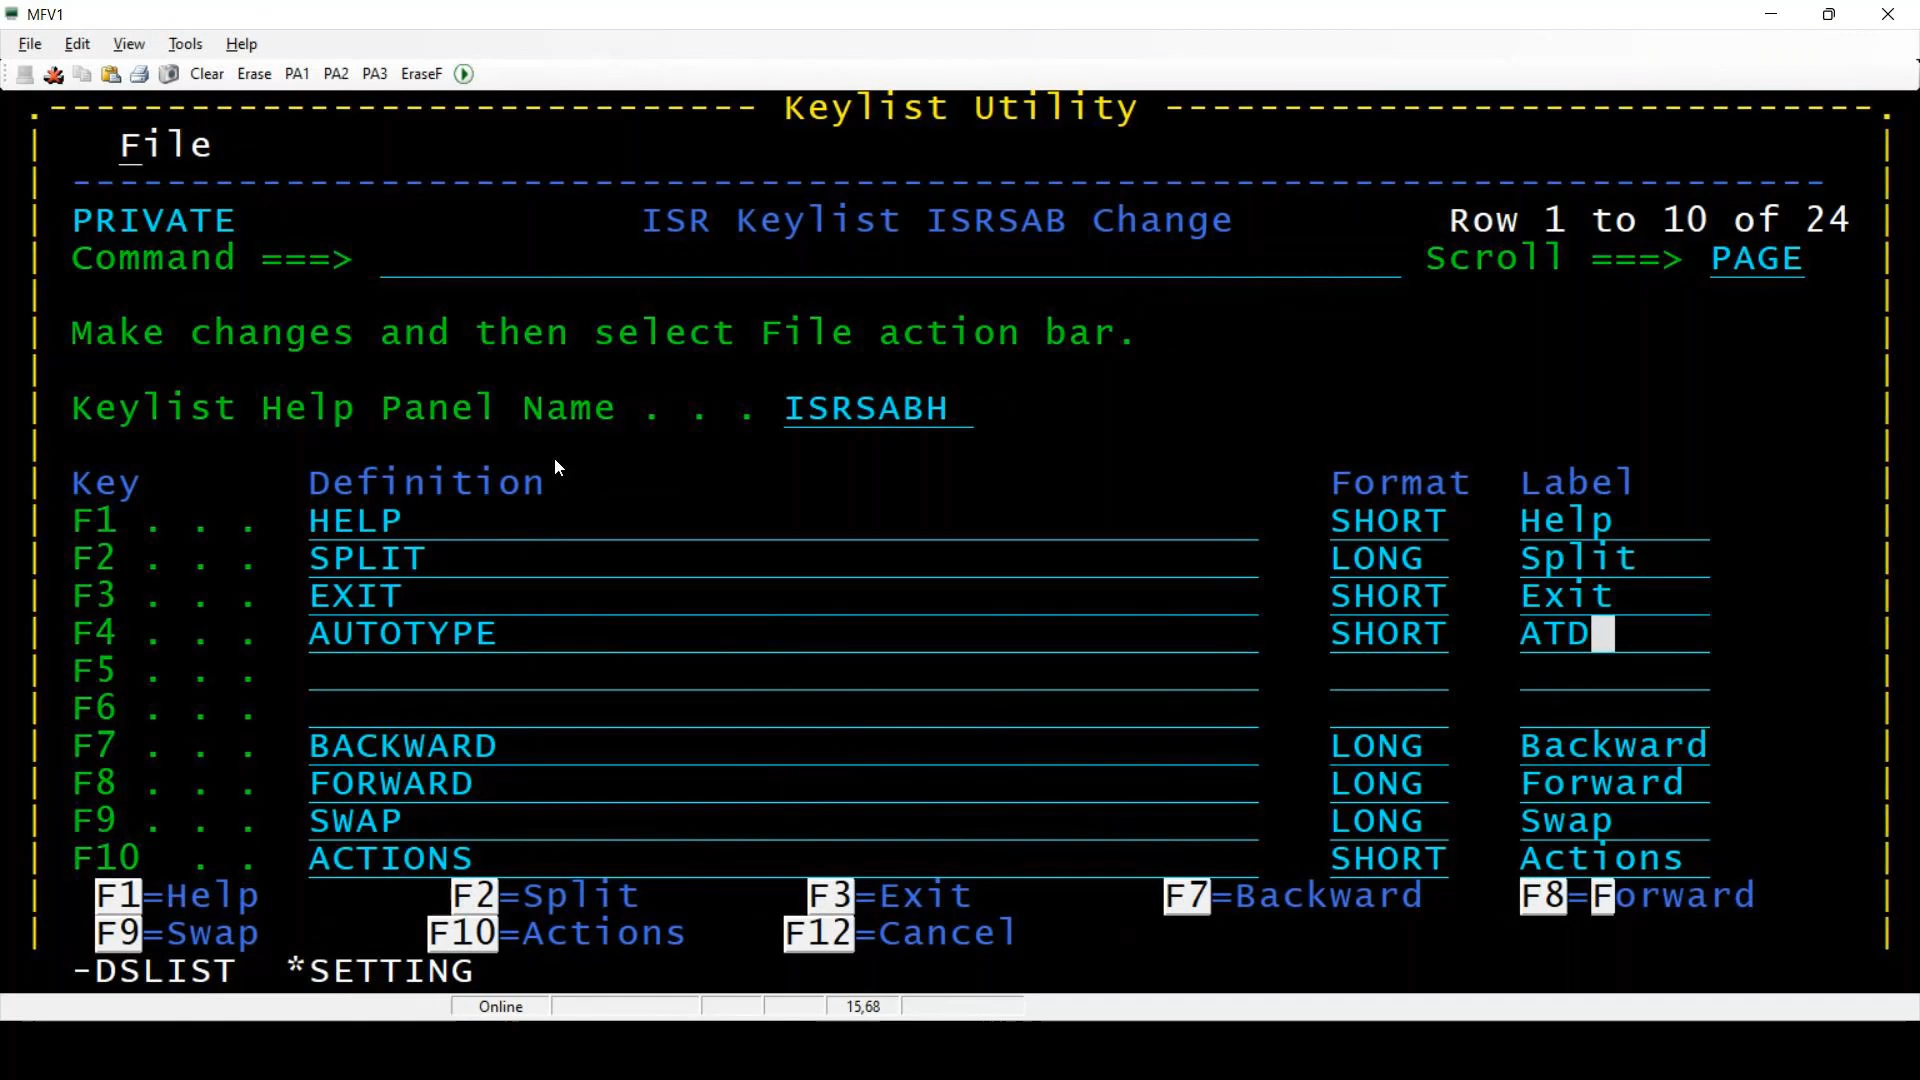 MFV1
File Edit View Tools Help
Clear Erase PA1 PA2 PA3 EraseF
Keylist Utility
File
PRIVATE ISR Keylist ISRSAB Change Row 1 to 10 of 24
Command ===> Scroll ===> PAGE
Make changes and then select File action bar.
Keylist Help Panel Name . . . ISRSABH
Key Definition Format Label
F1 . . . HELP SHORT Help
F2 . . . SPLIT LONG Split
F3 . . . EXIT SHORT Exit
F4 . . . AUTOTYPE SHORT ATD
F5 . . .
F6 . . .
F7 . . . BACKWARD LONG Backward
F8 . . . FORWARD LONG Forward
F9 . . . SWAP LONG Swap
F10 . . ACTIONS SHORT Actions
F1=Help F2=Split F3=Exit F7=Backward F8=Forward
F9=Swap F10=Actions F12=Cancel
-DSLIST *SETTING
Online 15,68